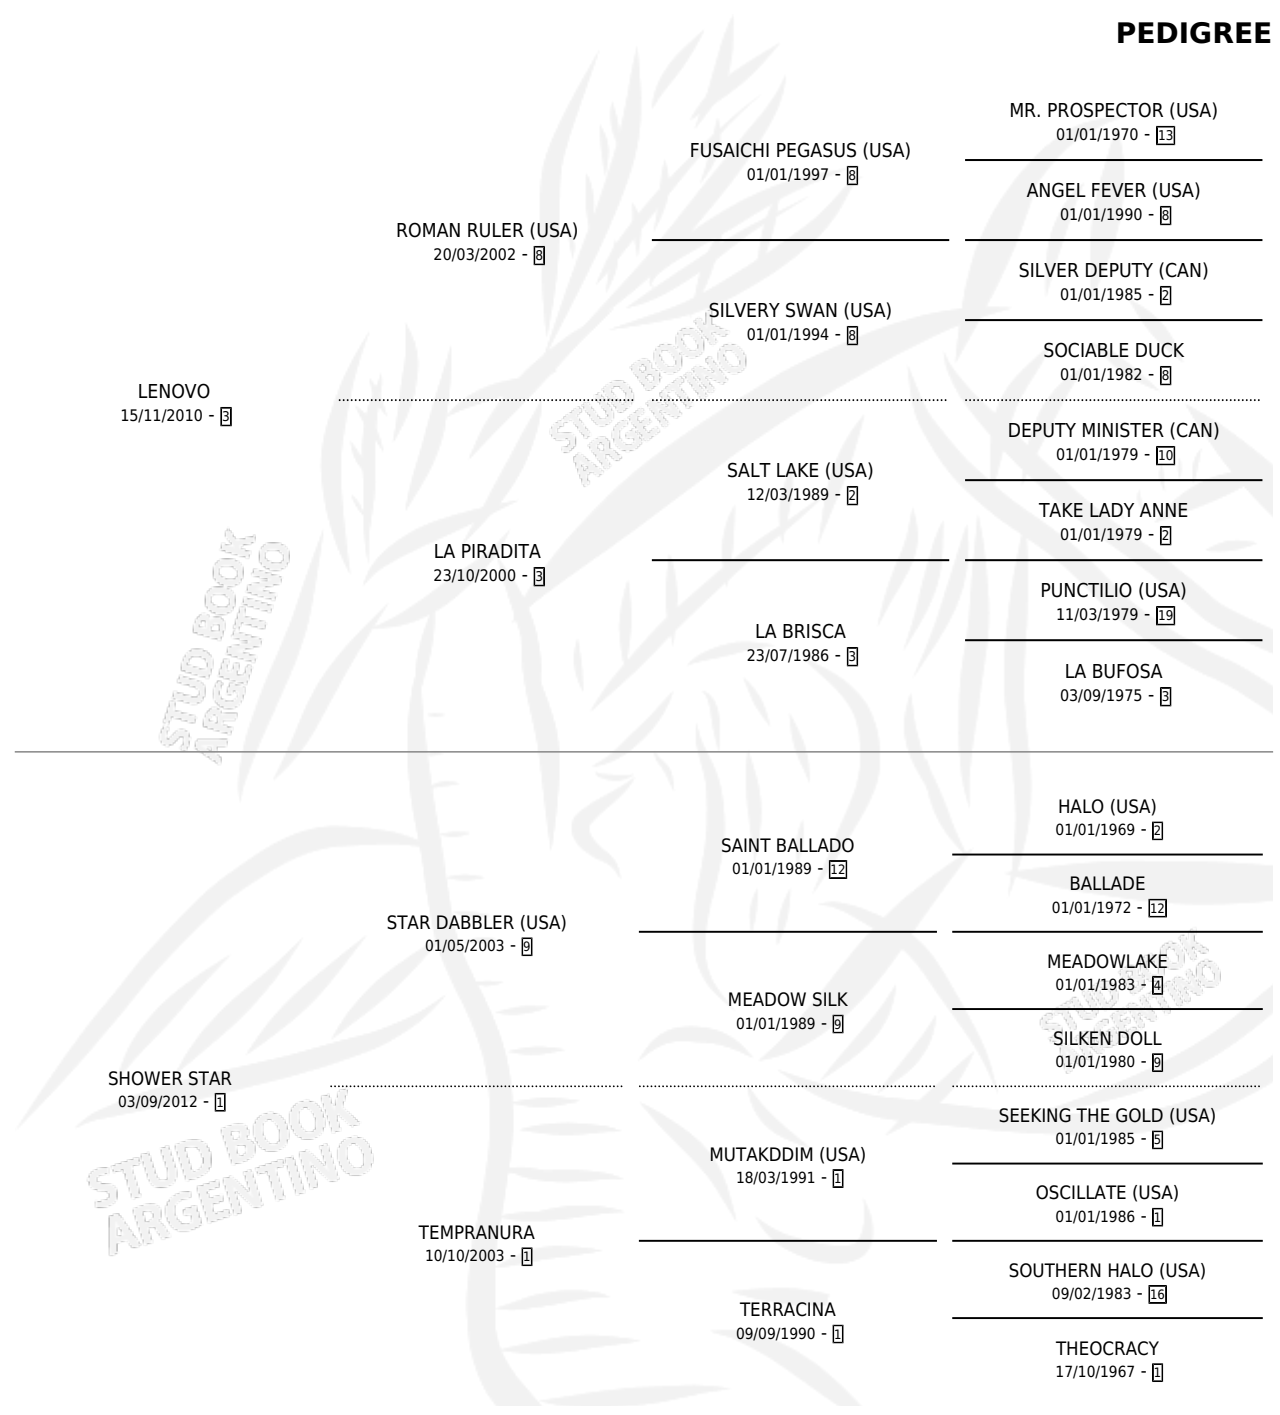 PEDIGREE
MR. PROSPECTOR (USA)
01/01/1970 - 13
FUSAICHI PEGASUS (USA)
01/01/1997 - 8
ANGEL FEVER (USA)
01/01/1990 - 8
ROMAN RULER (USA)
20/03/2002 - 8
SILVER DEPUTY (CAN)
01/01/1985 - 2
SILVERY SWAN (USA)
01/01/1994 - 8
SOCIABLE DUCK
01/01/1982 - 8
LENOVO
15/11/2010 - 3
DEPUTY MINISTER (CAN)
01/01/1979 - 10
SALT LAKE (USA)
12/03/1989 - 2
TAKE LADY ANNE
01/01/1979 - 2
LA PIRADITA
23/10/2000 - 3
PUNCTILIO (USA)
11/03/1979 - 19
LA BRISCA
23/07/1986 - 3
LA BUFOSA
03/09/1975 - 3
HALO (USA)
01/01/1969 - 2
SAINT BALLADO
01/01/1989 - 12
BALLADE
01/01/1972 - 12
STAR DABBLER (USA)
01/05/2003 - 9
MEADOWLAKE
01/01/1983 - 4
MEADOW SILK
01/01/1989 - 9
SILKEN DOLL
01/01/1980 - 9
SHOWER STAR
03/09/2012 - 1
SEEKING THE GOLD (USA)
01/01/1985 - 5
MUTAKDDIM (USA)
18/03/1991 - 1
OSCILLATE (USA)
01/01/1986 - 1
TEMPRANURA
10/10/2003 - 1
SOUTHERN HALO (USA)
09/02/1983 - 16
TERRACINA
09/09/1990 - 1
THEOCRACY
17/10/1967 - 1
STUD BOOK
ARGENTINO
STUD BOOK
ARGENTINO
STUD BOOK
ARGENTINO
STUD BOOK
ARGENTINO